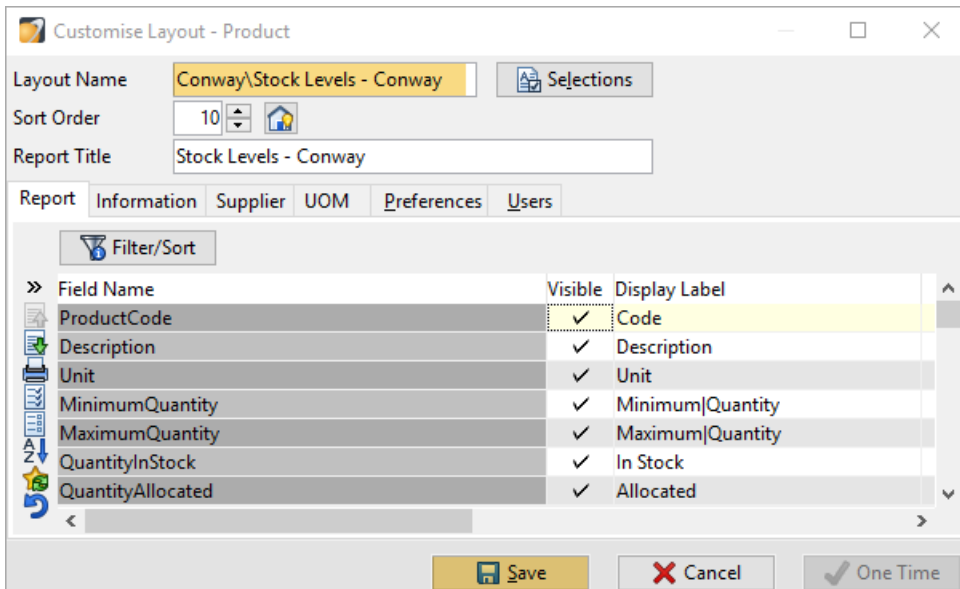 Customise Layout - Product
Layout Name Conway\Stock Levels - Conway Selections
Sort Order 10
Report Title Stock Levels - Conway
Report Information Supplier UOM Preferences Users
Filter/Sort
» Field Name Visible Display Label
ProductCode ✓ Code
Description ✓ Description
Unit ✓ Unit
MinimumQuantity ✓ Minimum|Quantity
MaximumQuantity ✓ Maximum|Quantity
QuantityInStock ✓ In Stock
QuantityAllocated ✓ Allocated
Save Cancel One Time